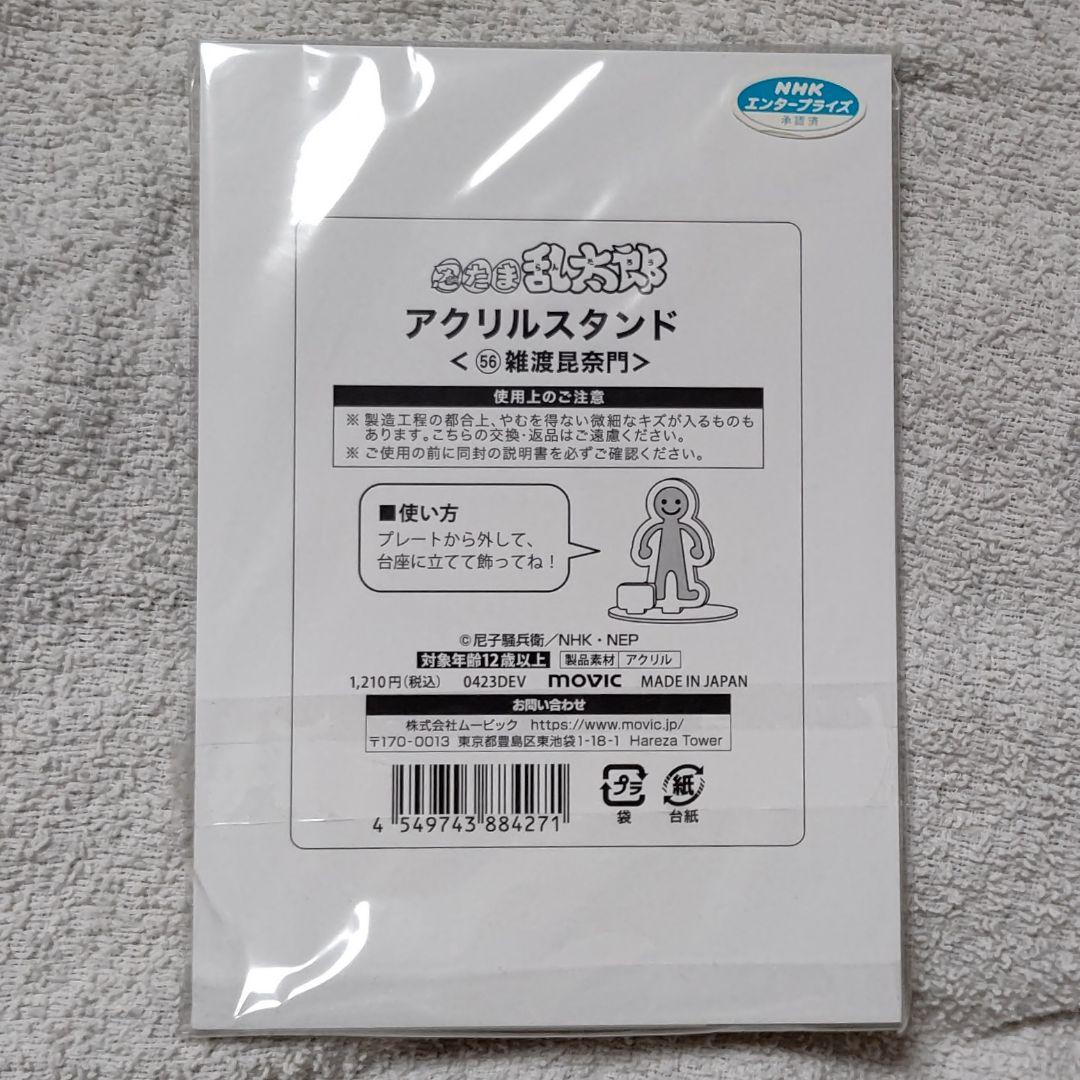 NHK
エンタープライズ
承認済
忍たま乱太郎
らんたろう
アクリルスタンド
＜56雑渡昆奈門＞
使用上のご注意
※ 製造工程の都合上、やむを得ない微細なキズが入るものも
あります。こちらの交換・返品はご遠慮ください。
※ ご使用の前に同封の説明書を必ずご確認ください。
■使い方
プレートから外して、
台座に立てて飾ってね！
©尼子騒兵衛／NHK・NEP
対象年齢12歳以上 製品素材 アクリル
1,210円（税込） 0423DEV movic MADE IN JAPAN
お問い合わせ
株式会社ムービック https://www.movic.jp/
〒170-0013 東京都豊島区東池袋1-18-1 Hareza Tower
プラ 紙
袋 台紙
4 549743 884271